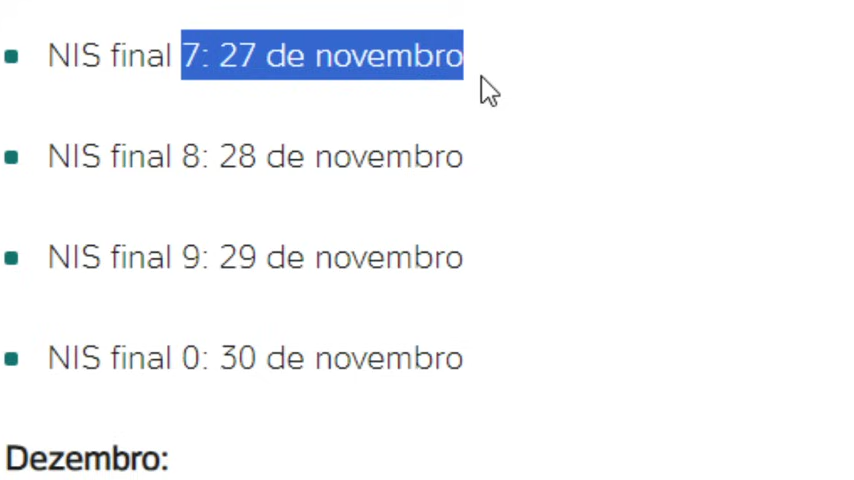 NIS final 7: 27 de novembro
NIS final 8: 28 de novembro
NIS final 9: 29 de novembro
NIS final 0: 30 de novembro
Dezembro: